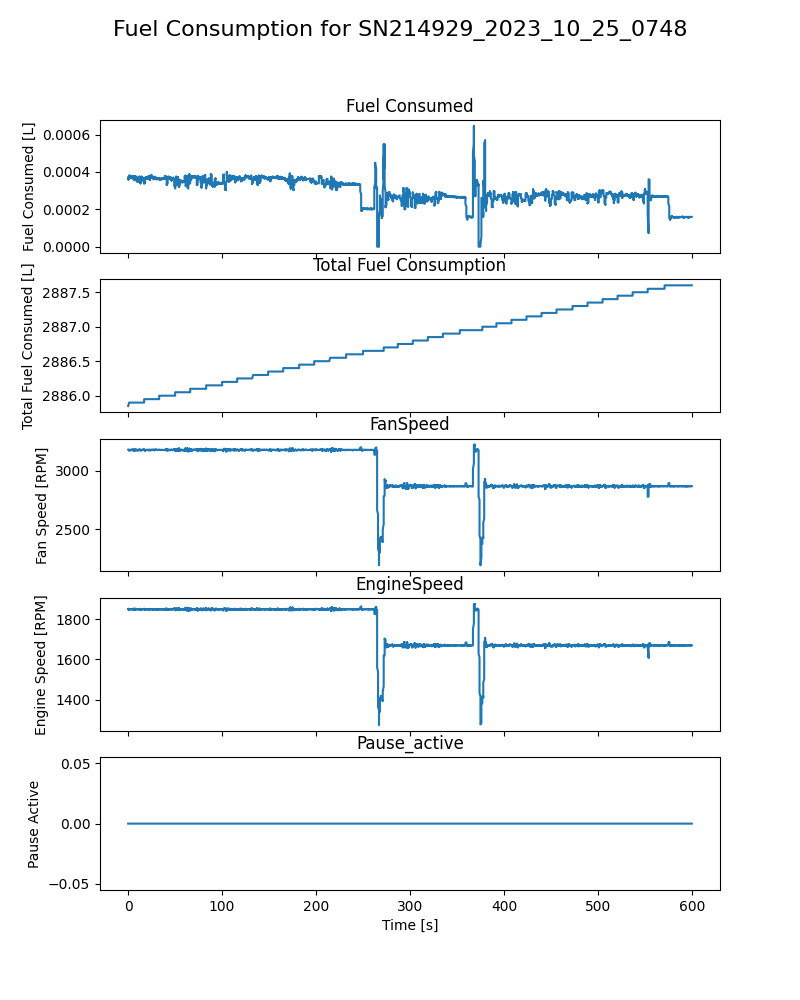 Fuel Consumption for SN214929_2023_10_25_0748
Fuel Consumed
Fuel Consumed [L]
0.0006
0.0004
0.0002
0.0000
Total Fuel Consumption
Total Fuel Consumed [L]
2887.5
2887.0
2886.5
2886.0
FanSpeed
Fan Speed [RPM]
3000
2500
EngineSpeed
Engine Speed [RPM]
1800
1600
1400
Pause_active
Pause Active
0.05
0.00
−0.05
0 100 200 300 400 500 600
Time [s]